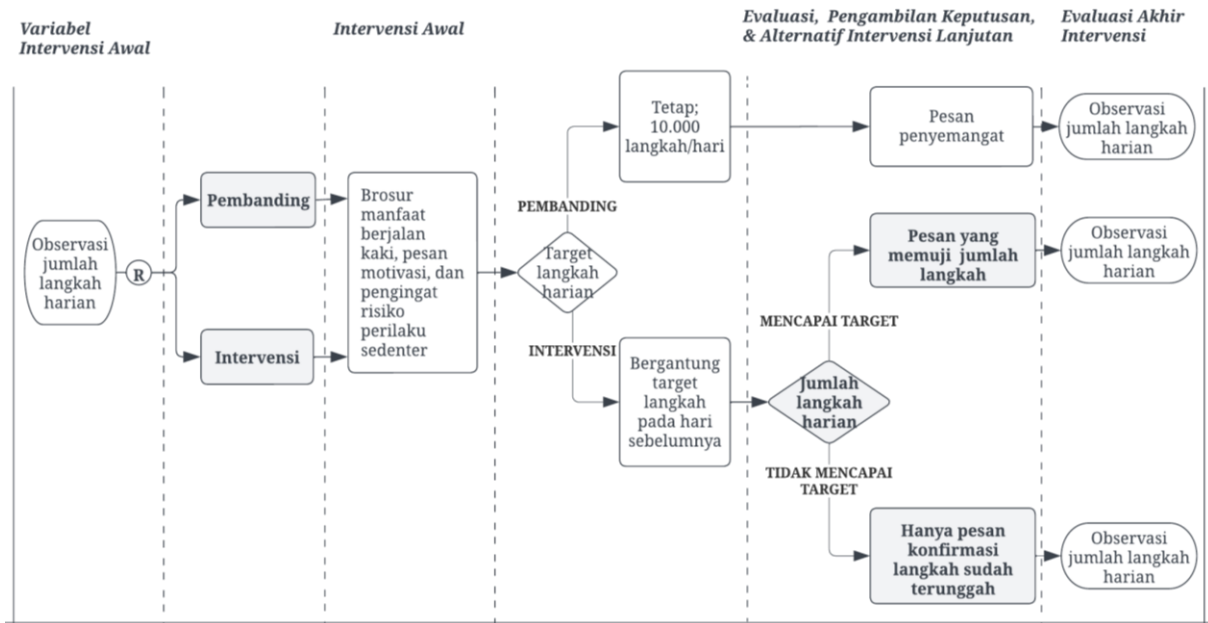 Variabel
Intervensi Awal
Intervensi Awal
Evaluasi, Pengambilan Keputusan,
& Alternatif Intervensi Lanjutan
Evaluasi Akhir
Intervensi
Observasi
jumlah
langkah
harian
R
Pembanding
Intervensi
Brosur
manfaat
berjalan
kaki, pesan
motivasi, dan
pengingat
risiko
perilaku
sedenter
Target
langkah
harian
PEMBANDING
INTERVENSI
Tetap;
10.000
langkah/hari
Bergantung
target
langkah
pada hari
sebelumnya
Jumlah
langkah
harian
MENCAPAI TARGET
TIDAK MENCAPAI
TARGET
Pesan
penyemangat
Pesan yang
memuji jumlah
langkah
Hanya pesan
konfirmasi
langkah sudah
terunggah
Observasi
jumlah langkah
harian
Observasi
jumlah langkah
harian
Observasi
jumlah langkah
harian